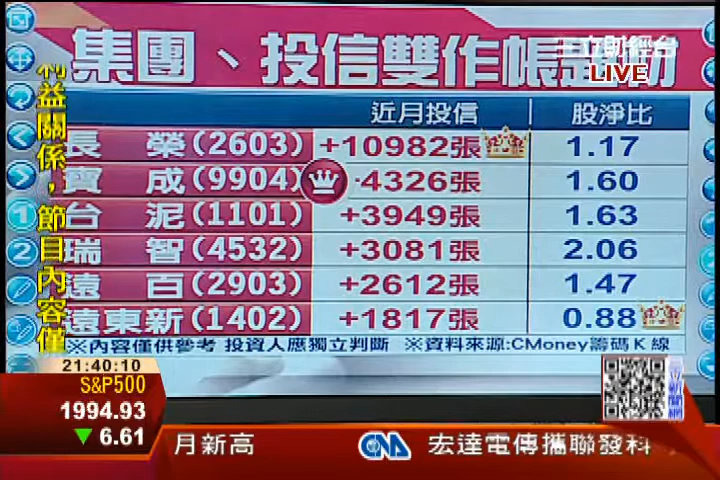 集團、投信雙作帳啟動
三立財經台
LIVE
近月投信 股淨比
長榮(2603) +10982張 1.17
寶成(9904) 4326張 1.60
台泥(1101) +3949張 1.63
瑞智(4532) +3081張 2.06
遠百(2903) +2612張 1.47
遠東新(1402) +1817張 0.88
※內容僅供參考 投資人應獨立判斷 ※資料來源:CMoney籌碼K線
利益關係，節目內容僅
1
2
21:40:10
S&P500
1994.93
▼ 6.61
月新高 CNA 宏達電傳攜聯發科